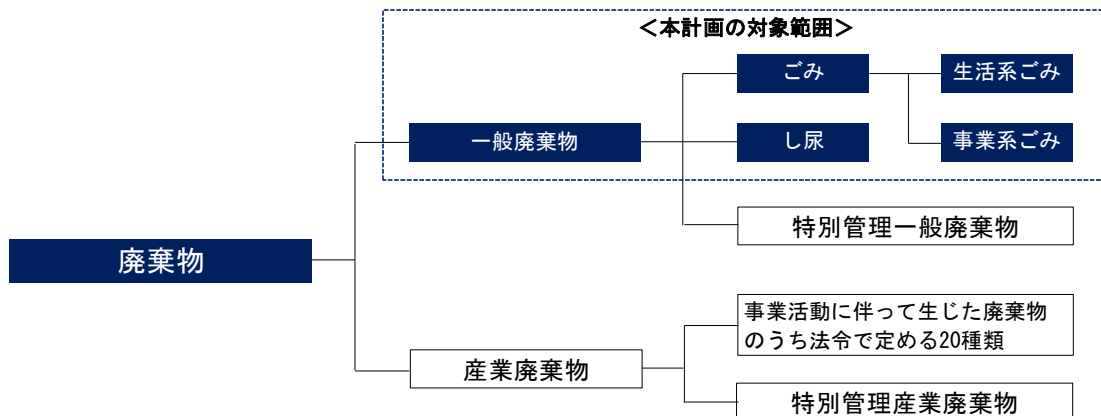 ＜本計画の対象範囲＞
ごみ
生活系ごみ
一般廃棄物
し尿
事業系ごみ
特別管理一般廃棄物
廃棄物
事業活動に伴って生じた廃棄物
のうち法令で定める20種類
産業廃棄物
特別管理産業廃棄物